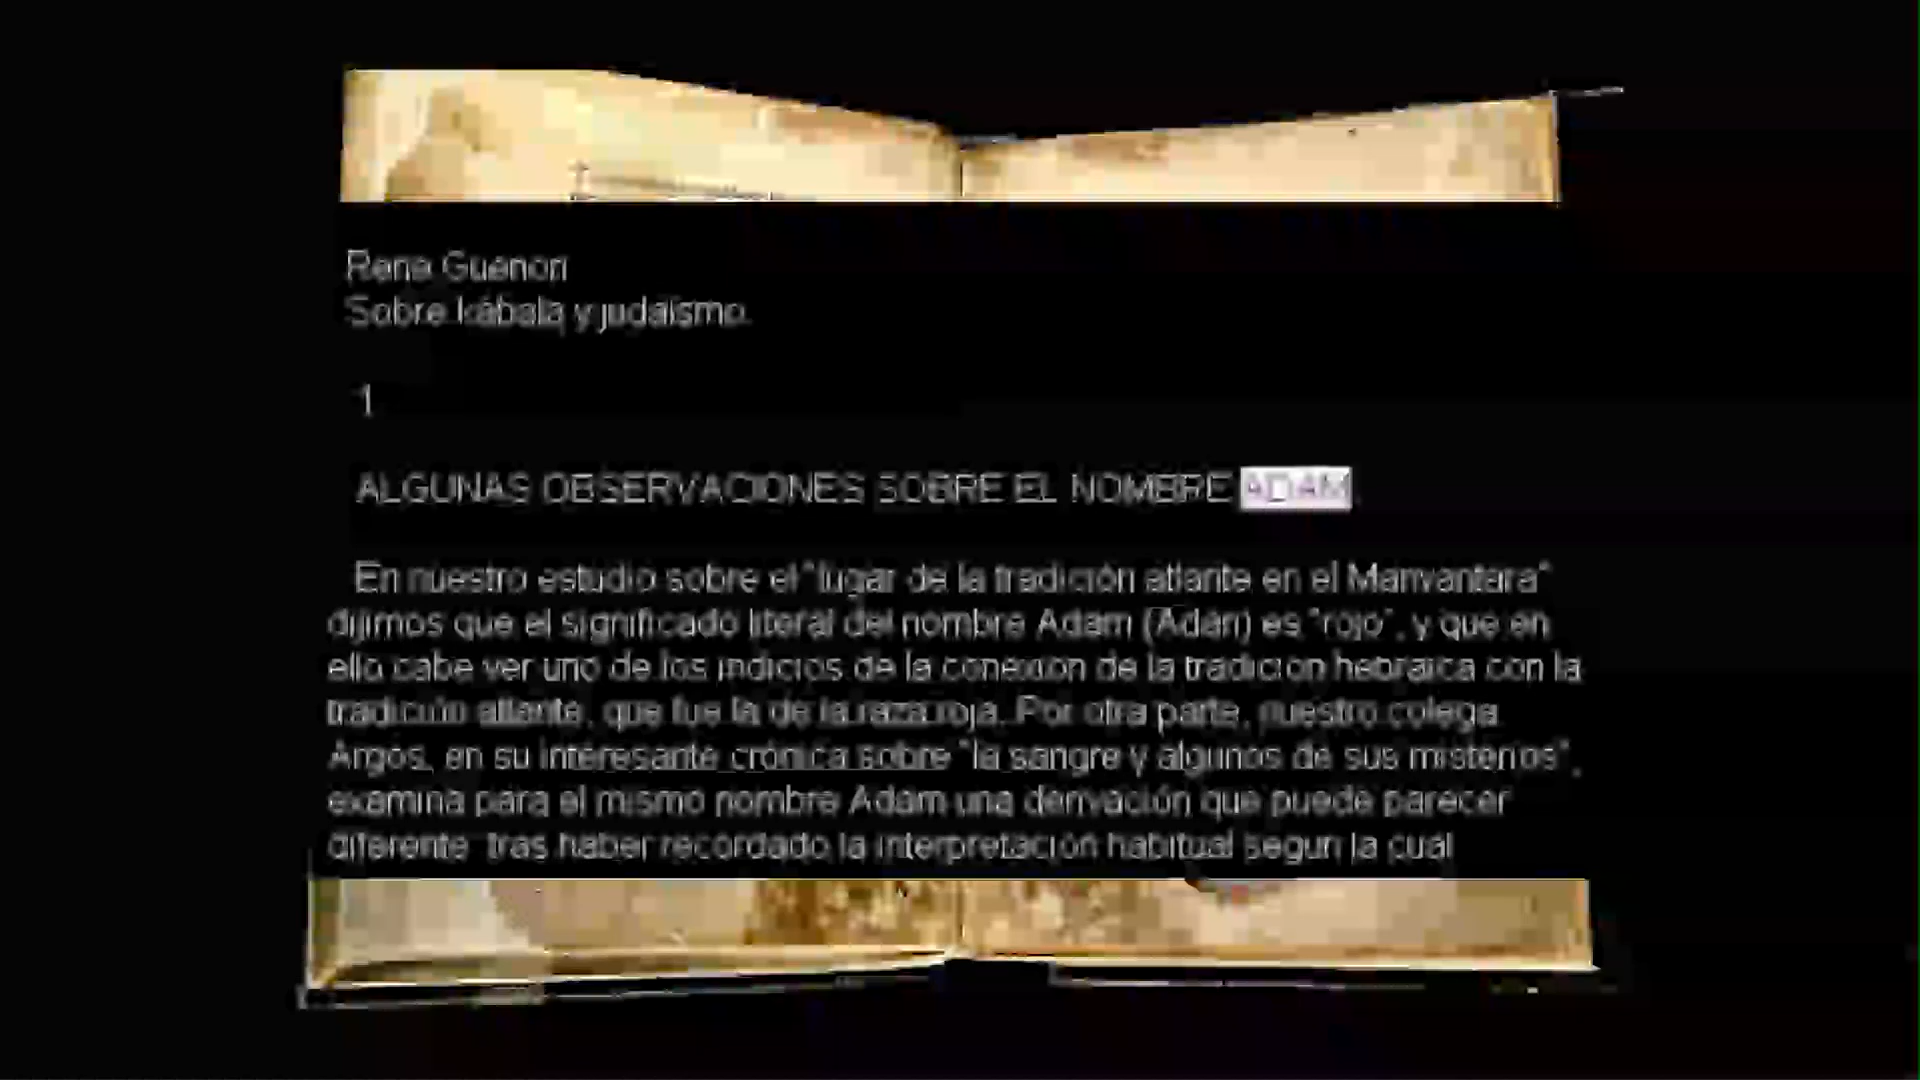 Rene Guenon
Sobre kábala y judaísmo.
1
ALGUNAS OBSERVACIONES SOBRE EL NOMBRE ADAM.
En nuestro estudio sobre el "lugar de la tradición atlante en el Manvantara"
dijimos que el significado literal del nombre Adam (Adán) es "rojo", y que en
ello cabe ver uno de los indicios de la conexión de la tradición hebraica con la
tradición atlante, que fue la de la raza roja. Por otra parte, nuestro colega
Argos, en su interesante crónica sobre "la sangre y algunos de sus misterios",
examina para el mismo nombre Adam una derivación que puede parecer
diferente: tras haber recordado la interpretación habitual según la cual